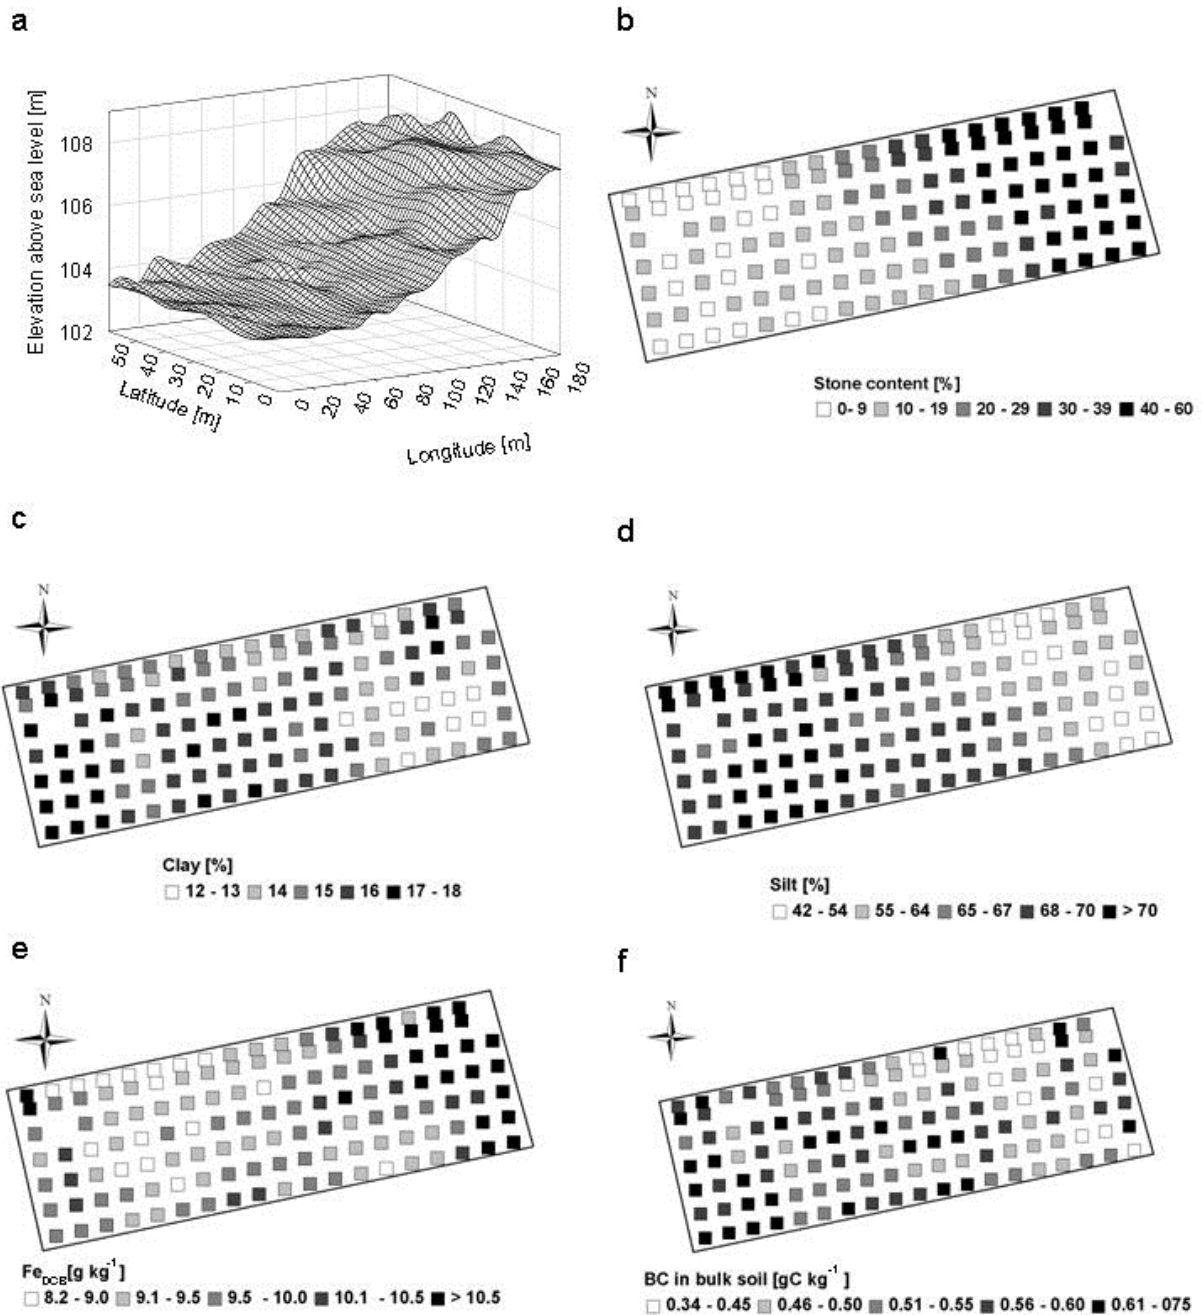 a
Elevation above sea level [m]
108
106
104
102
50
40
30
20
10
0
Latitude [m]
0
20
40
60
80
100
120
140
160
180
Longitude [m]
b
N
Stone content [%]
0- 9 10 - 19 20 - 29 30 - 39 40 - 60
c
N
Clay [%]
12 - 13 14 15 16 17 - 18
d
N
Silt [%]
42 - 54 55 - 64 65 - 67 68 - 70 > 70
e
N
Fe DCB [g kg-1]
8.2 - 9.0 9.1 - 9.5 9.5 - 10.0 10.1 - 10.5 > 10.5
f
N
BC in bulk soil [gC kg-1 ]
0.34 - 0.45 0.46 - 0.50 0.51 - 0.55 0.56 - 0.60 0.61 - 075